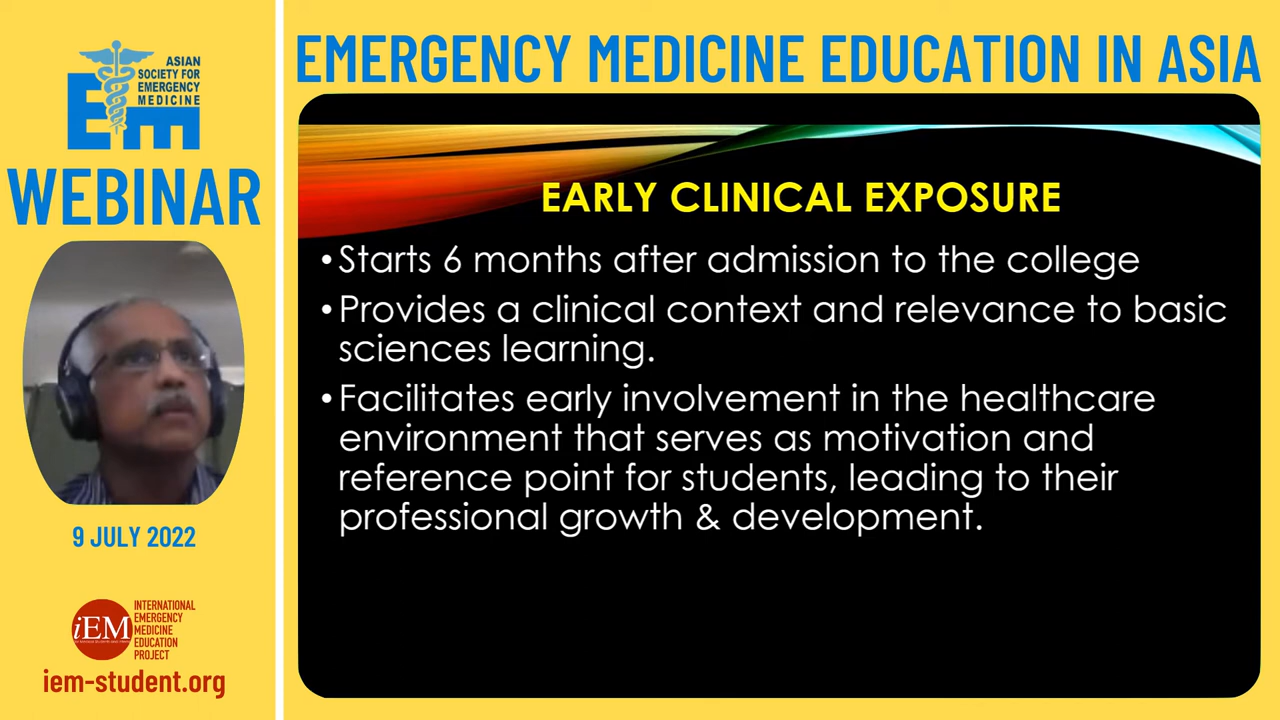 EMERGENCY MEDICINE EDUCATION IN ASIA
ASIAN
SOCIETY FOR
EMERGENCY
MEDICINE
Em
WEBINAR
9 JULY 2022
iEM
INTERNATIONAL
EMERGENCY
MEDICINE
EDUCATION
PROJECT
iem-student.org
EARLY CLINICAL EXPOSURE
• Starts 6 months after admission to the college
• Provides a clinical context and relevance to basic
sciences learning.
• Facilitates early involvement in the healthcare
environment that serves as motivation and
reference point for students, leading to their
professional growth & development.